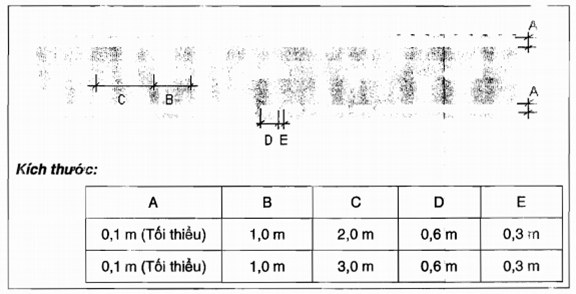 A
A
C B
D E
Kích thước:
A B C D E
0,1 m (Tối thiểu) 1,0 m 2,0 m 0,6 m 0,3 m
0,1 m (Tối thiểu) 1,0 m 3,0 m 0,6 m 0,3 m